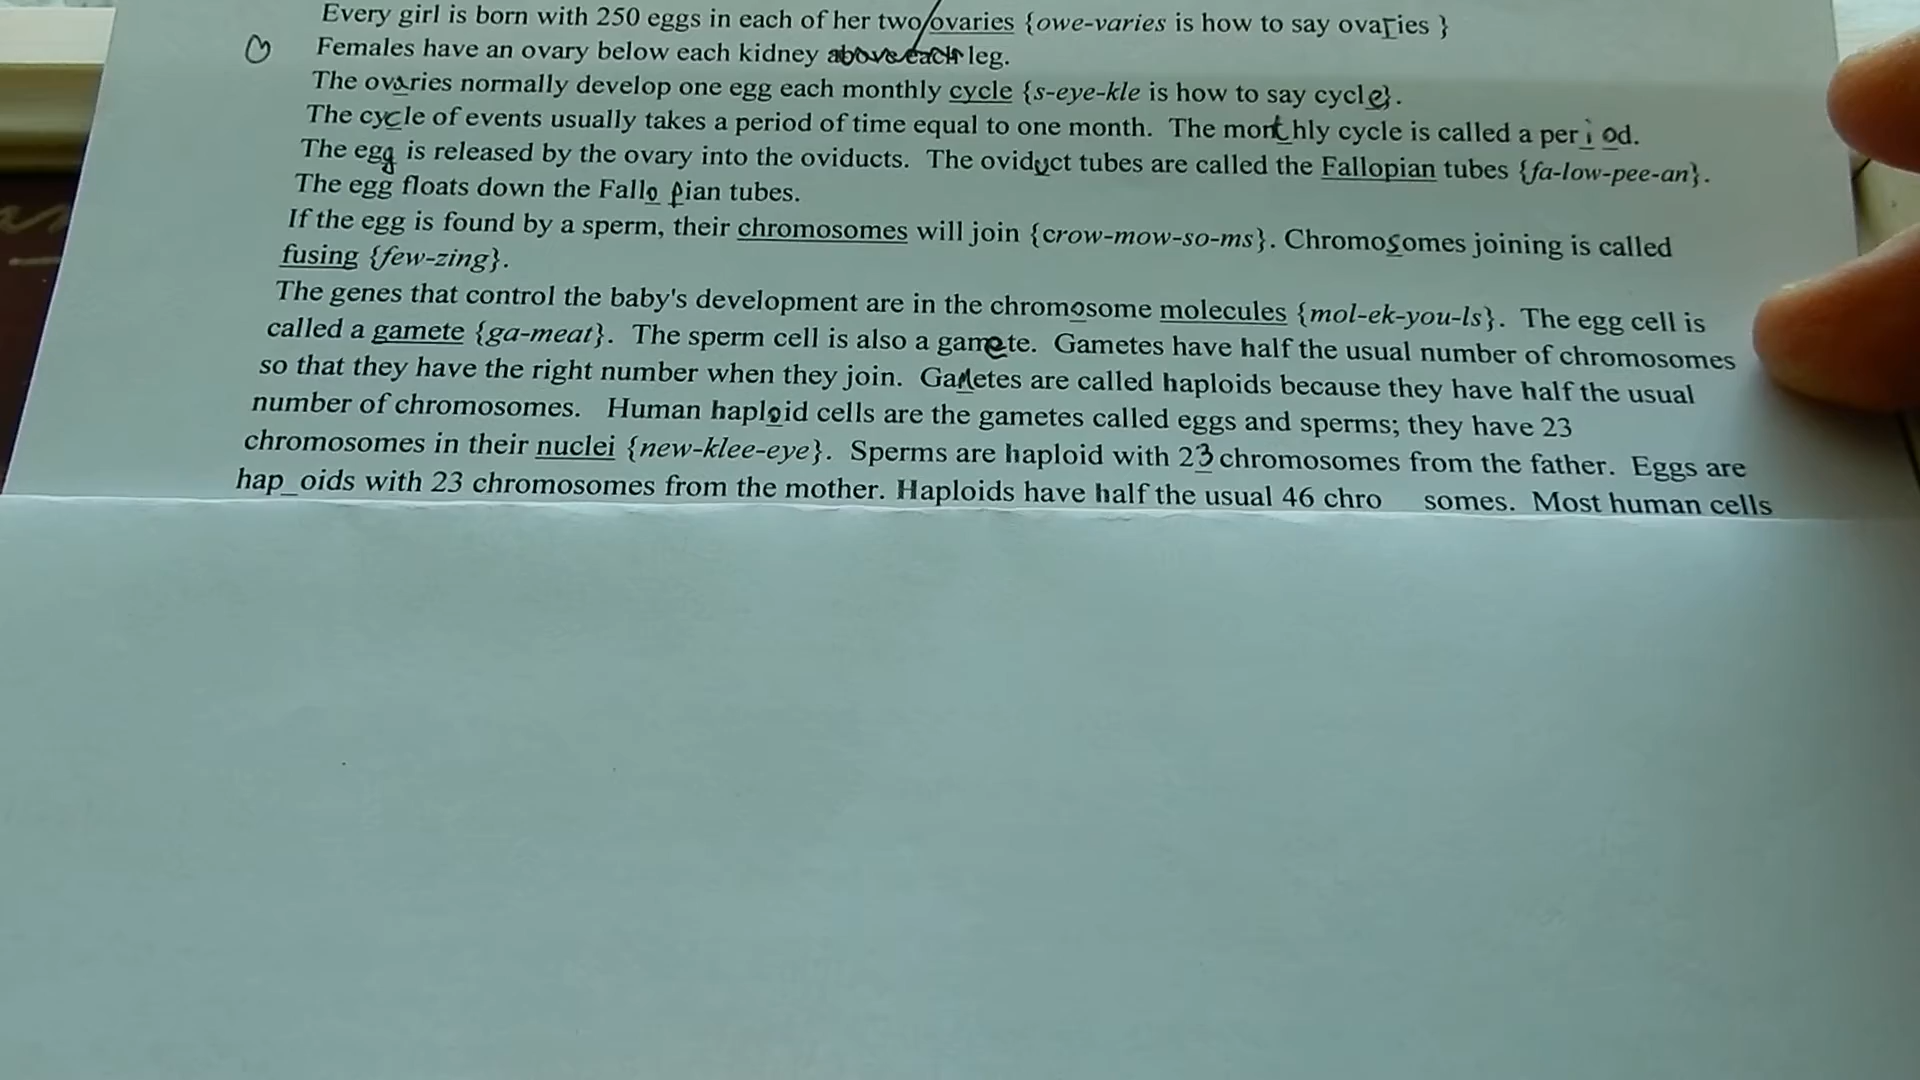 Every girl is born with 250 eggs in each of her two ovaries {owe-varies is how to say ovaries }
Females have an ovary below each kidney above each leg.
The ovaries normally develop one egg each monthly cycle {s-eye-kle is how to say cycle}.
The cycle of events usually takes a period of time equal to one month. The monthly cycle is called a per i od.
The egg is released by the ovary into the oviducts. The oviduct tubes are called the Fallopian tubes {fa-low-pee-an}.
The egg floats down the Fallo pian tubes.
If the egg is found by a sperm, their chromosomes will join {crow-mow-so-ms}. Chromosomes joining is called
fusing {few-zing}.
The genes that control the baby's development are in the chromosome molecules {mol-ek-you-ls}. The egg cell is
called a gamete {ga-meat}. The sperm cell is also a gamete. Gametes have half the usual number of chromosomes
so that they have the right number when they join. Gametes are called haploids because they have half the usual
number of chromosomes. Human haploid cells are the gametes called eggs and sperms; they have 23
chromosomes in their nuclei {new-klee-eye}. Sperms are haploid with 23 chromosomes from the father. Eggs are
hap_oids with 23 chromosomes from the mother. Haploids have half the usual 46 chro somes. Most human cells